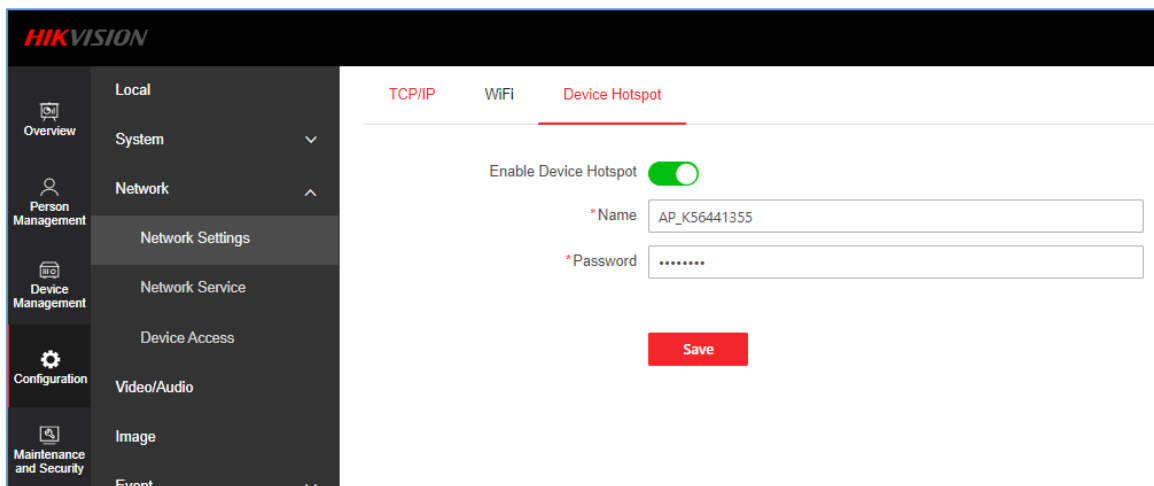 HIKVISION
Overview
Person
Management
Device
Management
Configuration
Maintenance
and Security
Local
System
Network
Network Settings
Network Service
Device Access
Video/Audio
Image
Event
TCP/IP WiFi Device Hotspot
Enable Device Hotspot
*Name AP_K56441355
*Password ••••••••
Save